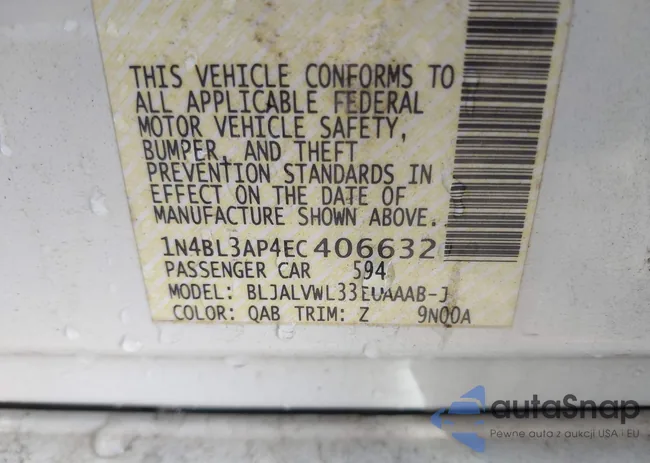 THIS VEHICLE CONFORMS TO
ALL APPLICABLE FEDERAL
MOTOR VEHICLE SAFETY,
BUMPER, AND THEFT
PREVENTION STANDARDS IN
EFFECT ON THE DATE OF
MANUFACTURE SHOWN ABOVE.
1N4BL3AP4EC406632
PASSENGER CAR 594
MODEL: BLJALVWL33EUAAAB-J
COLOR: QAB TRIM: Z 9N00A
autaSnap
Pewne auta z aukcji USA i EU